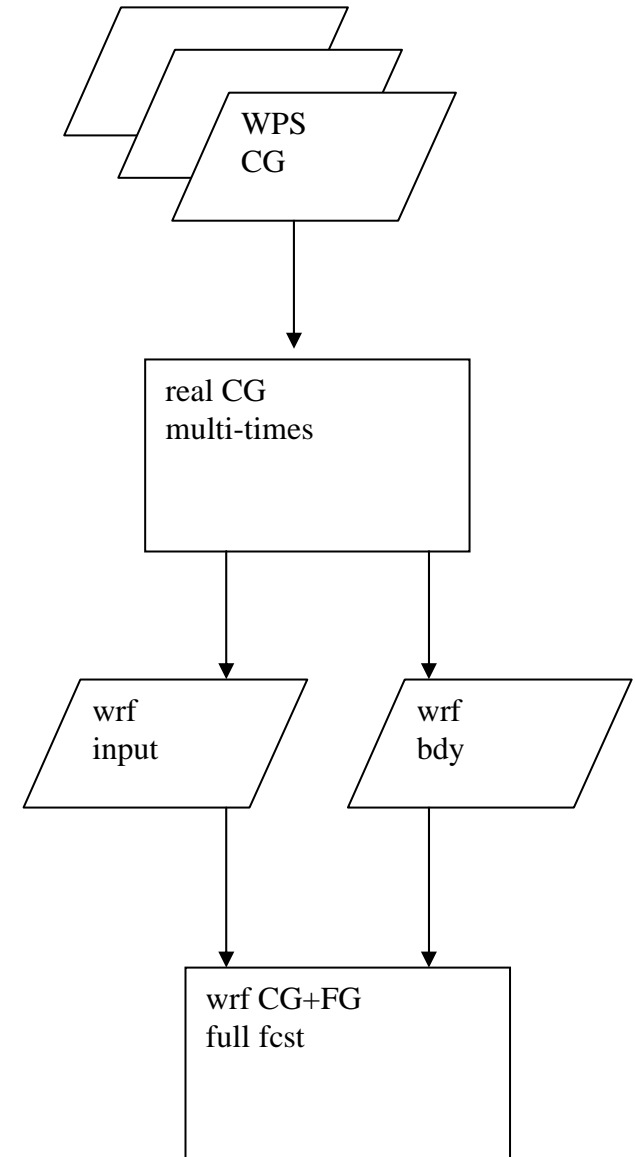 WPS
CG
real CG
multi-times
wrf
input
wrf
bdy
wrf CG+FG
full fcst